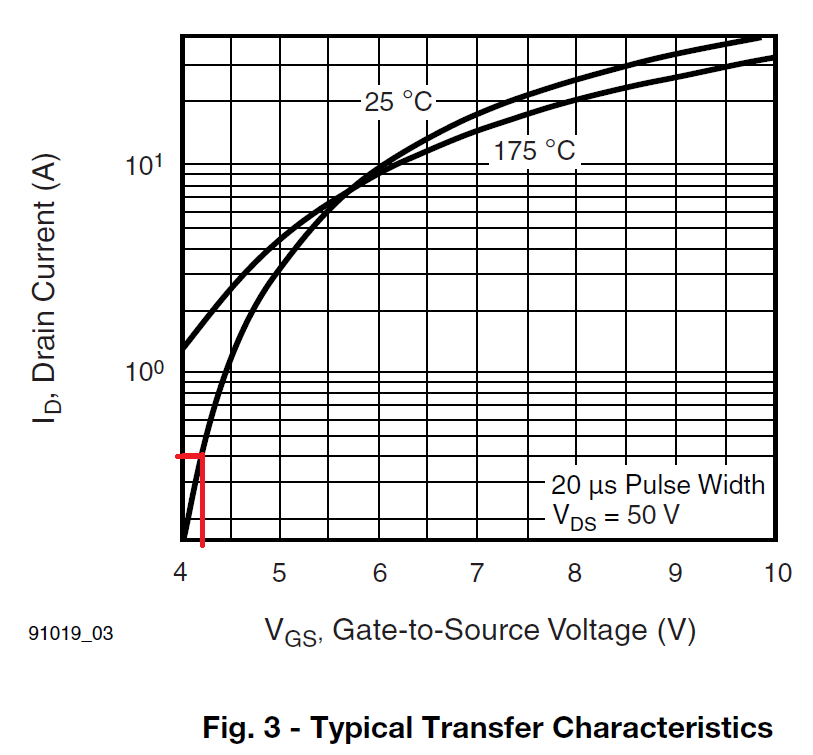 25 °C
175 °C
10¹
10⁰
I_D, Drain Current (A)
20 µs Pulse Width
V_DS = 50 V
4 5 6 7 8 9 10
V_GS, Gate-to-Source Voltage (V)
91019_03
Fig. 3 - Typical Transfer Characteristics